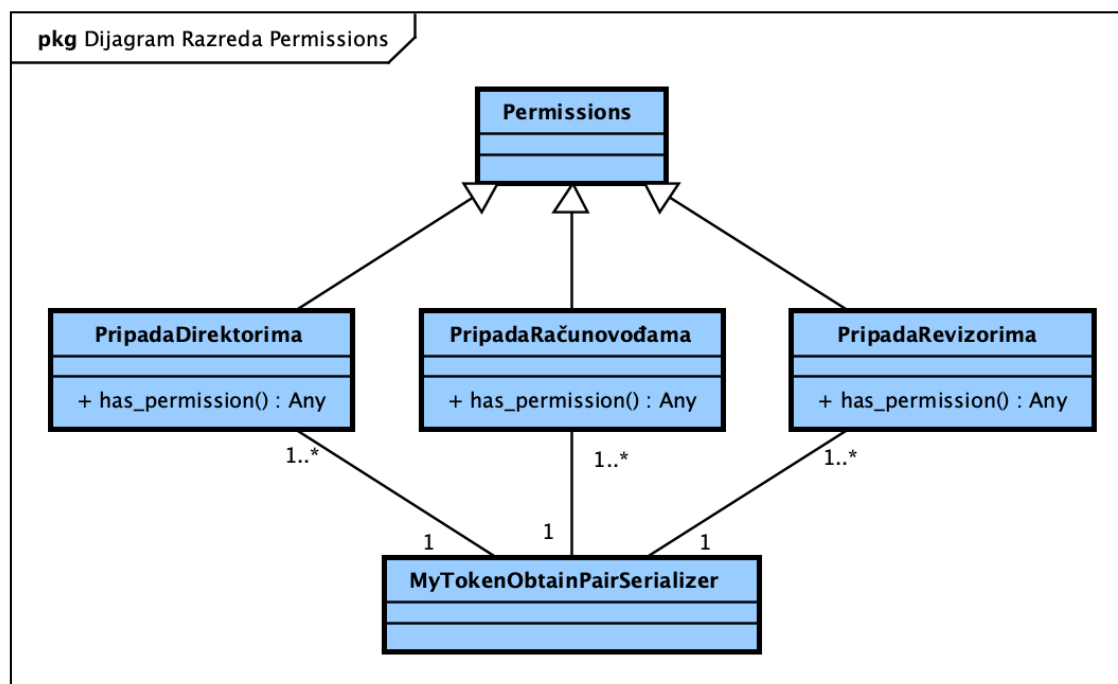 pkg Dijagram Razreda Permissions
Permissions
PripadaDirektorima
+ has_permission() : Any
PripadaRačunovođama
+ has_permission() : Any
PripadaRevizorima
+ has_permission() : Any
1..*
1..*
1..*
1
1
1
MyTokenObtainPairSerializer